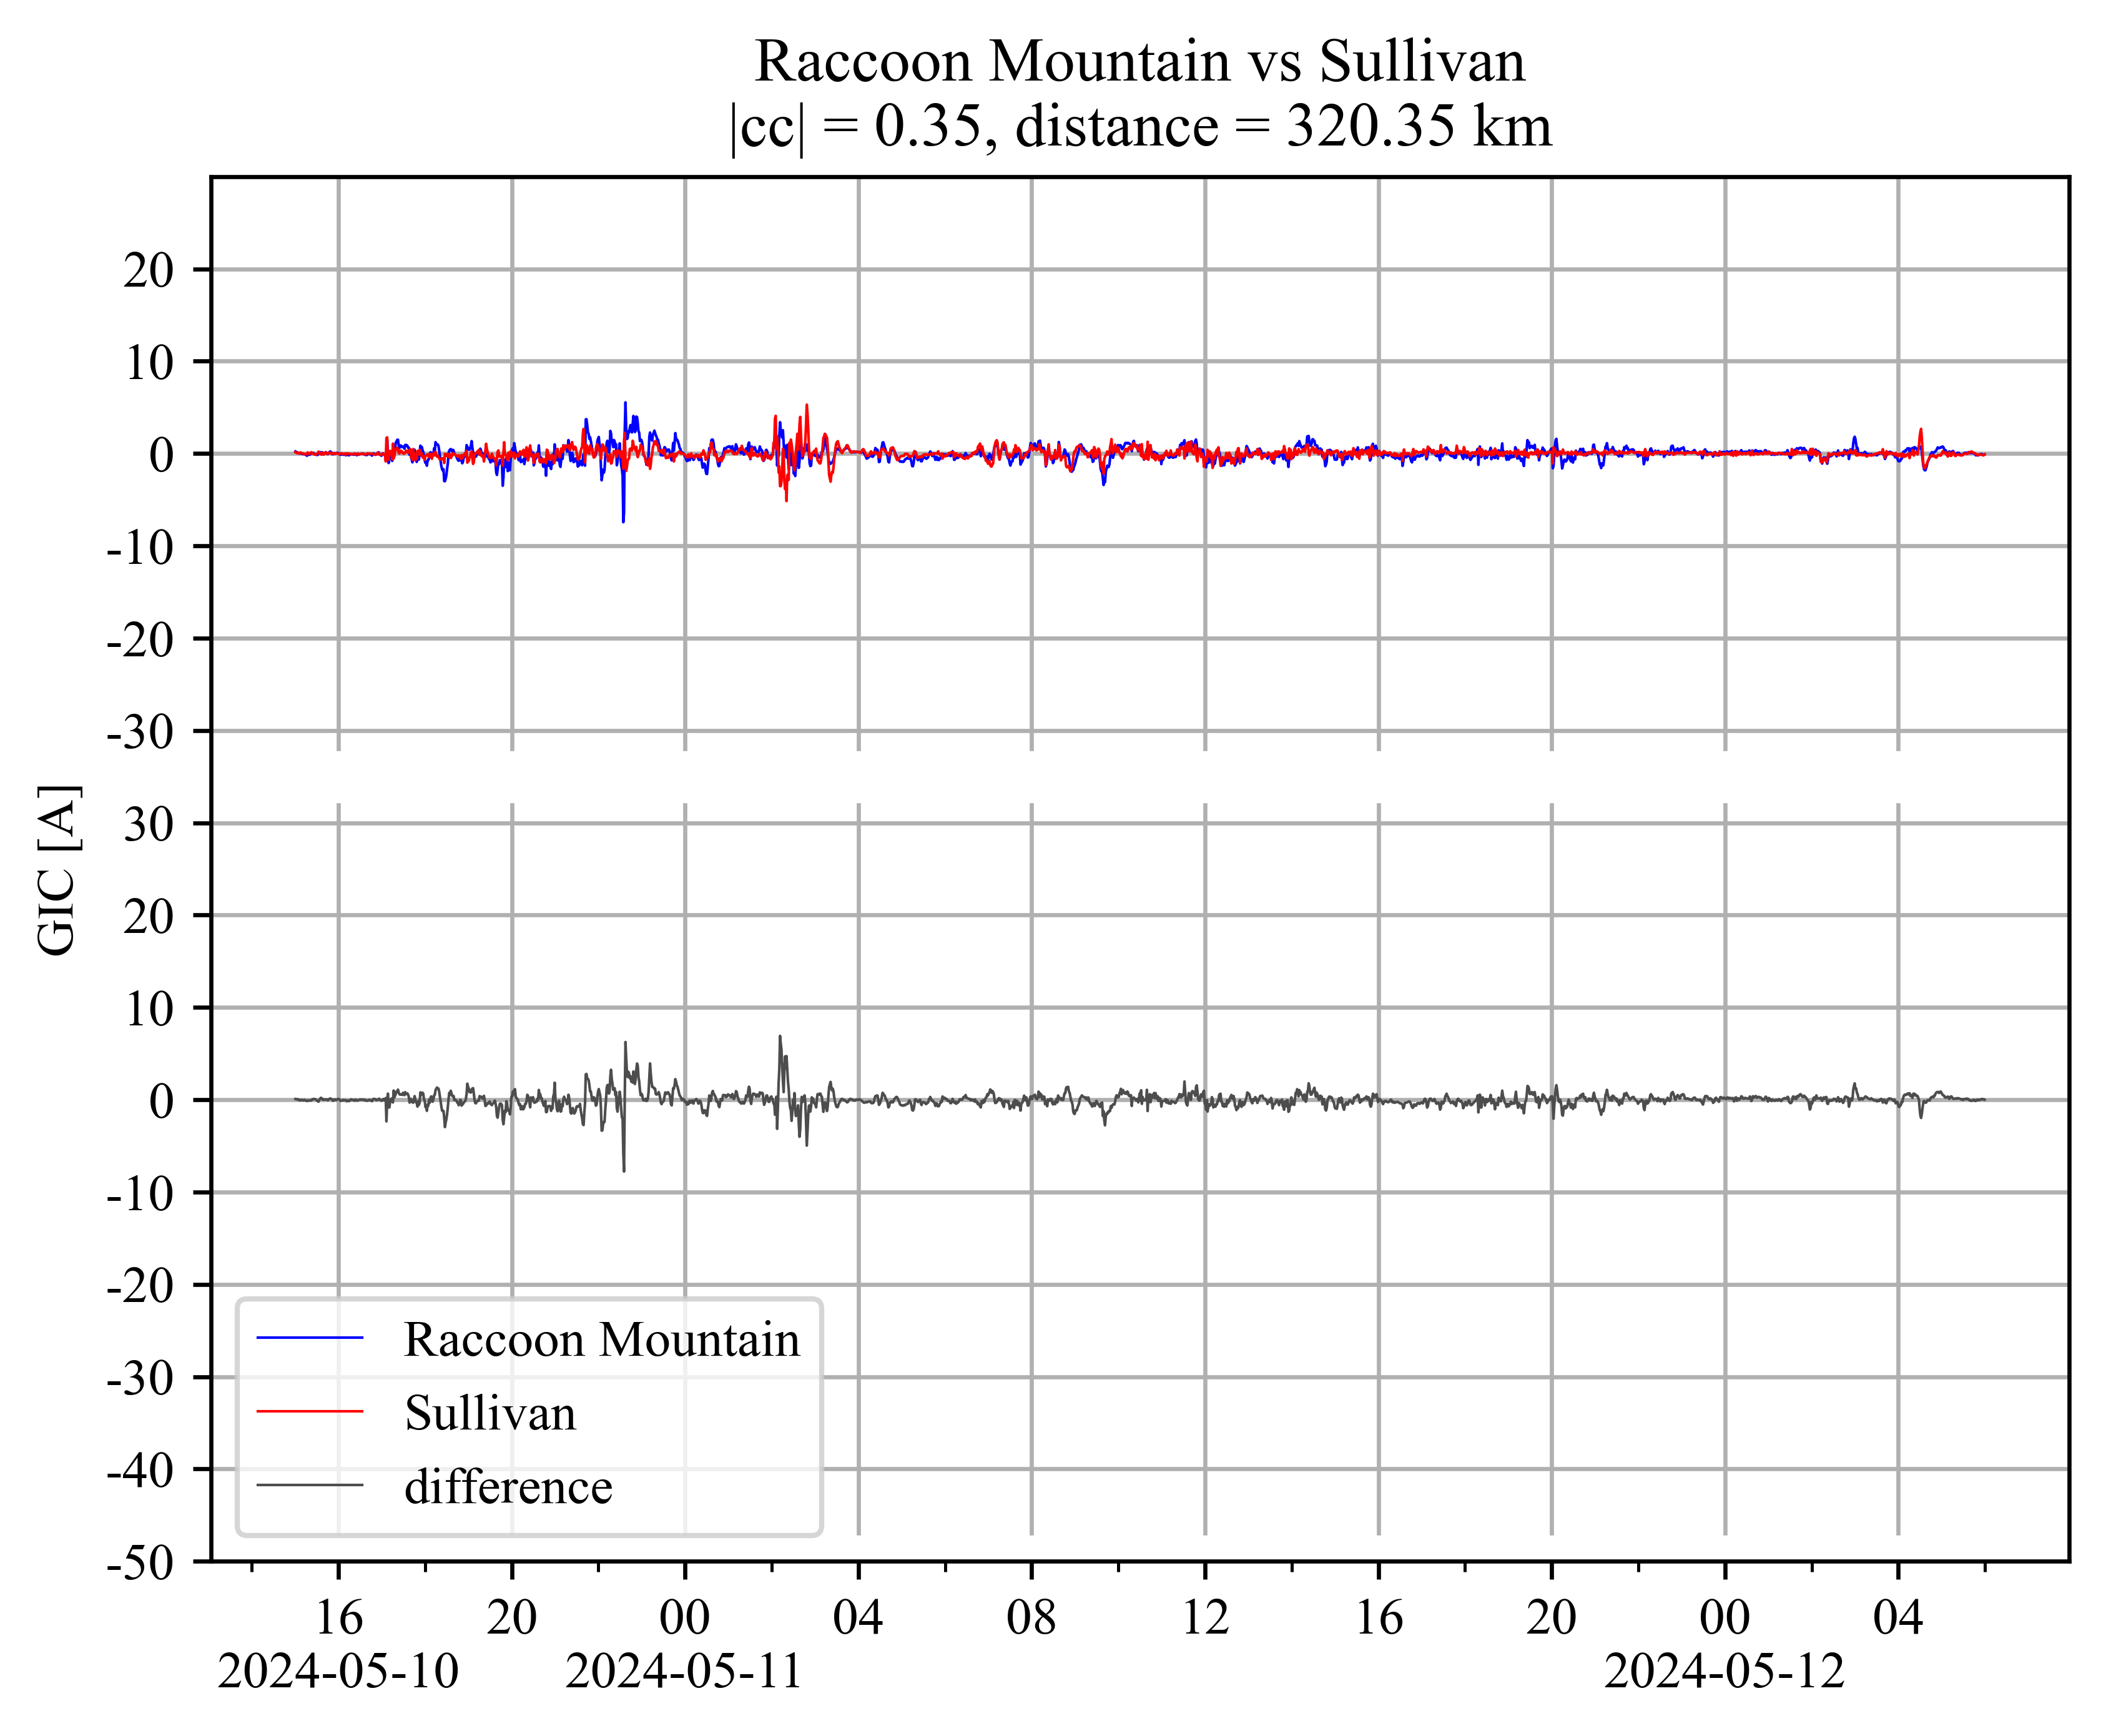 Raccoon Mountain vs Sullivan
|cc| = 0.35, distance = 320.35 km
20
10
0
-10
-20
-30
30
20
10
0
-10
-20
-30
-40
-50
GIC [A]
Raccoon Mountain
Sullivan
difference
16 20 00 04 08 12 16 20 00 04
2024-05-10 2024-05-11 2024-05-12